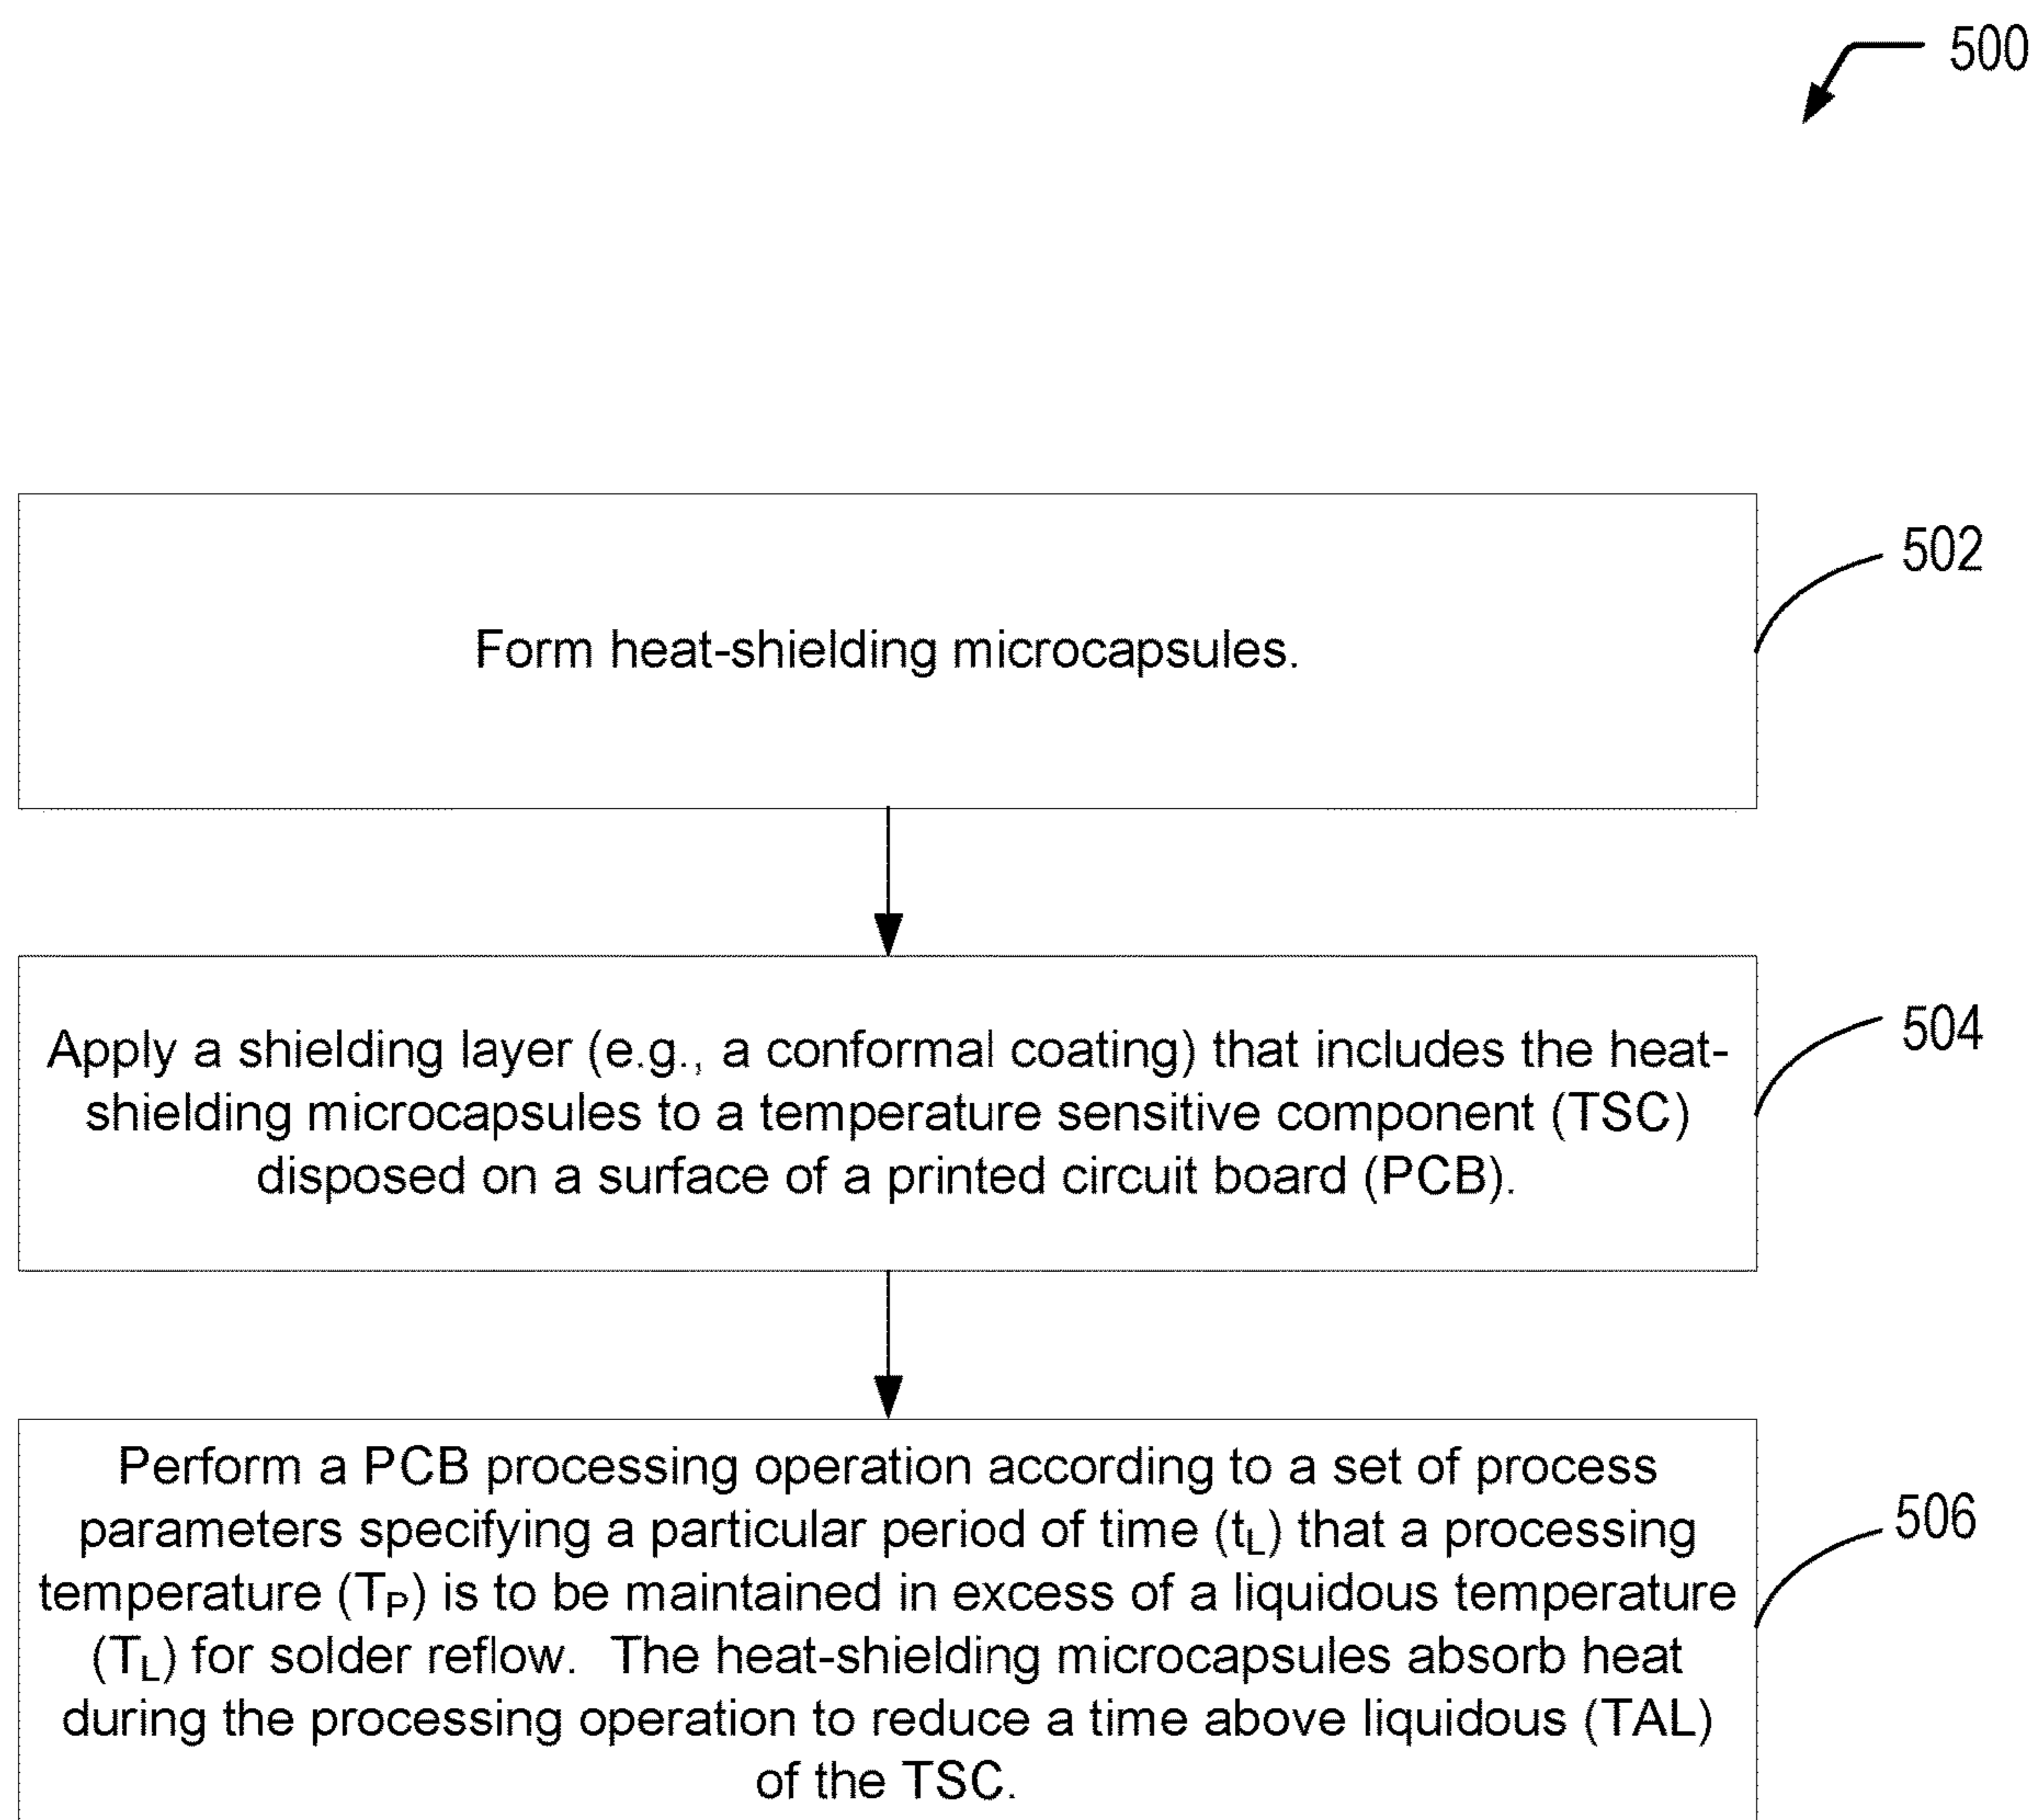 500
Form heat-shielding microcapsules.
502
Apply a shielding layer (e.g., a conformal coating) that includes the heat-
shielding microcapsules to a temperature sensitive component (TSC)
disposed on a surface of a printed circuit board (PCB).
504
Perform a PCB processing operation according to a set of process
parameters specifying a particular period of time (tL) that a processing
temperature (TP) is to be maintained in excess of a liquidous temperature
(TL) for solder reflow.  The heat-shielding microcapsules absorb heat
during the processing operation to reduce a time above liquidous (TAL)
of the TSC.
506